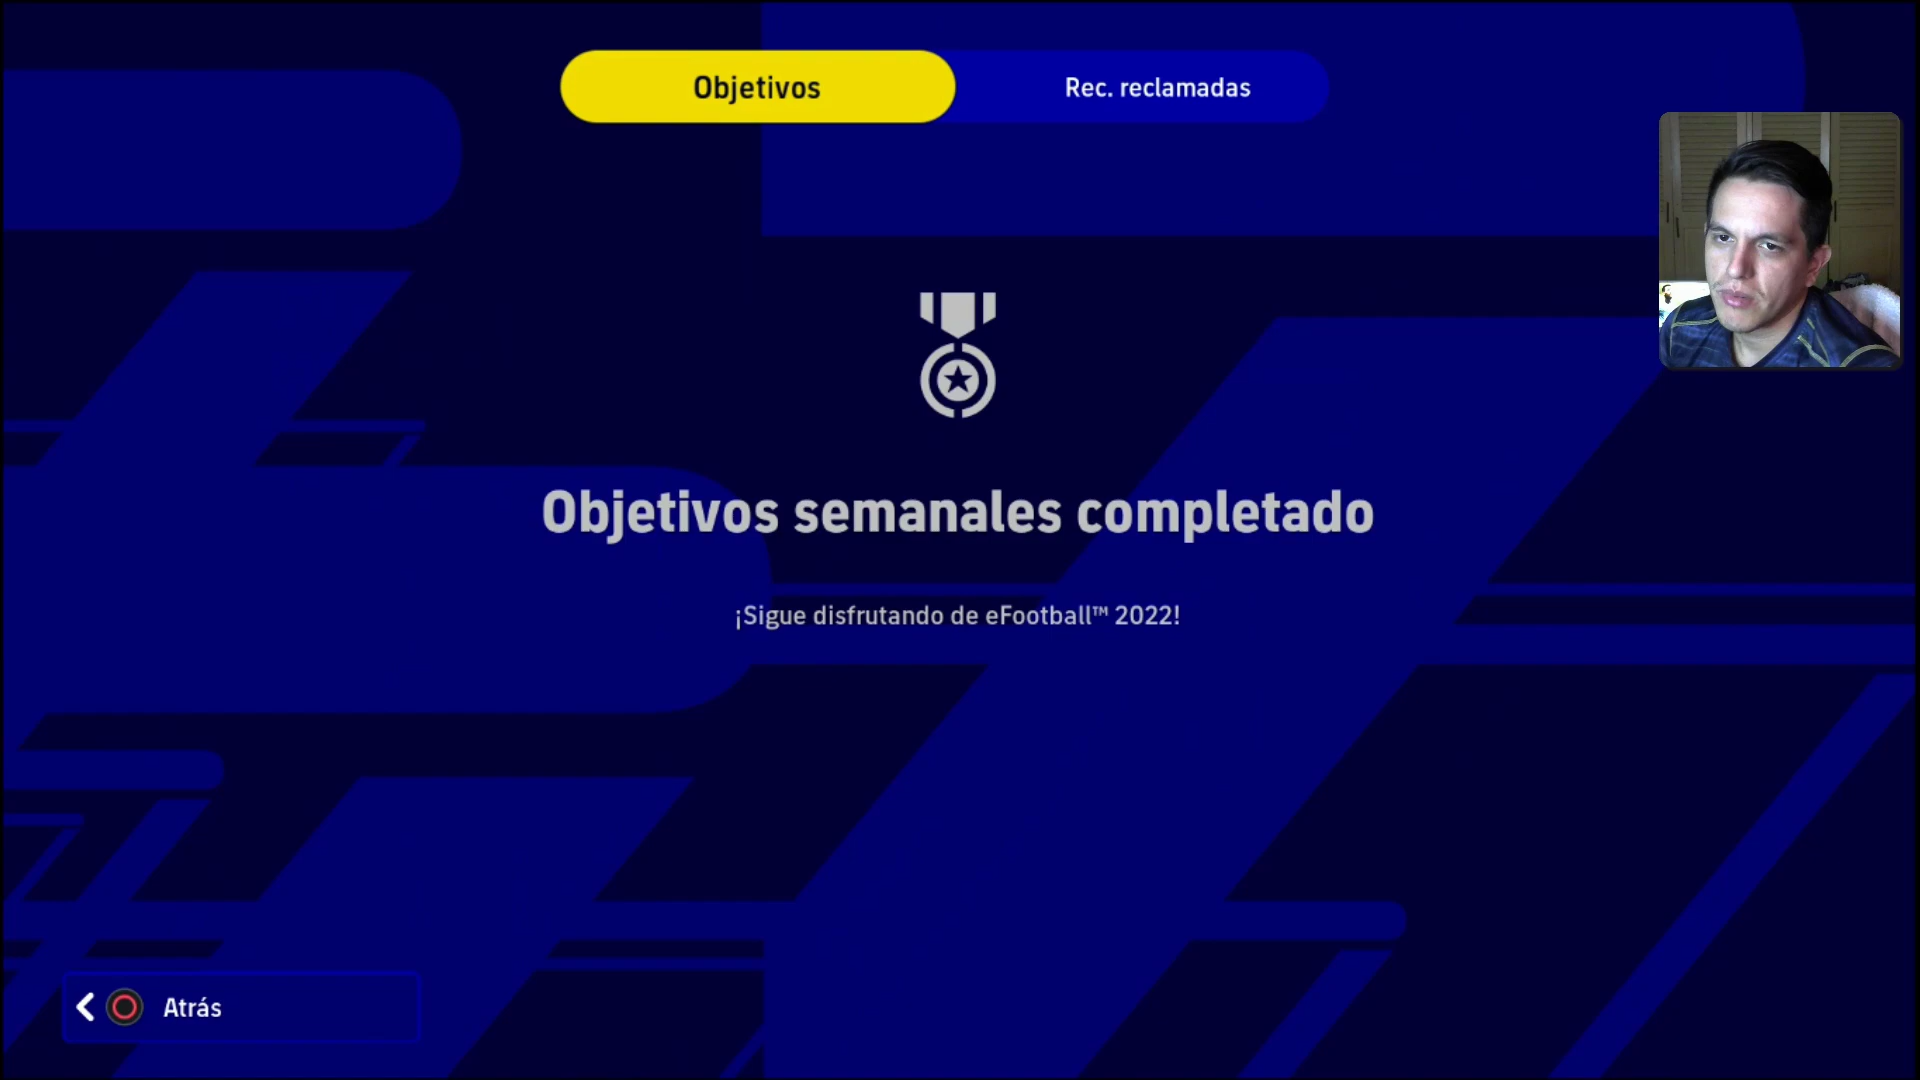 Objetivos
Rec. reclamadas
Objetivos semanales completado
¡Sigue disfrutando de eFootball™ 2022!
Atrás